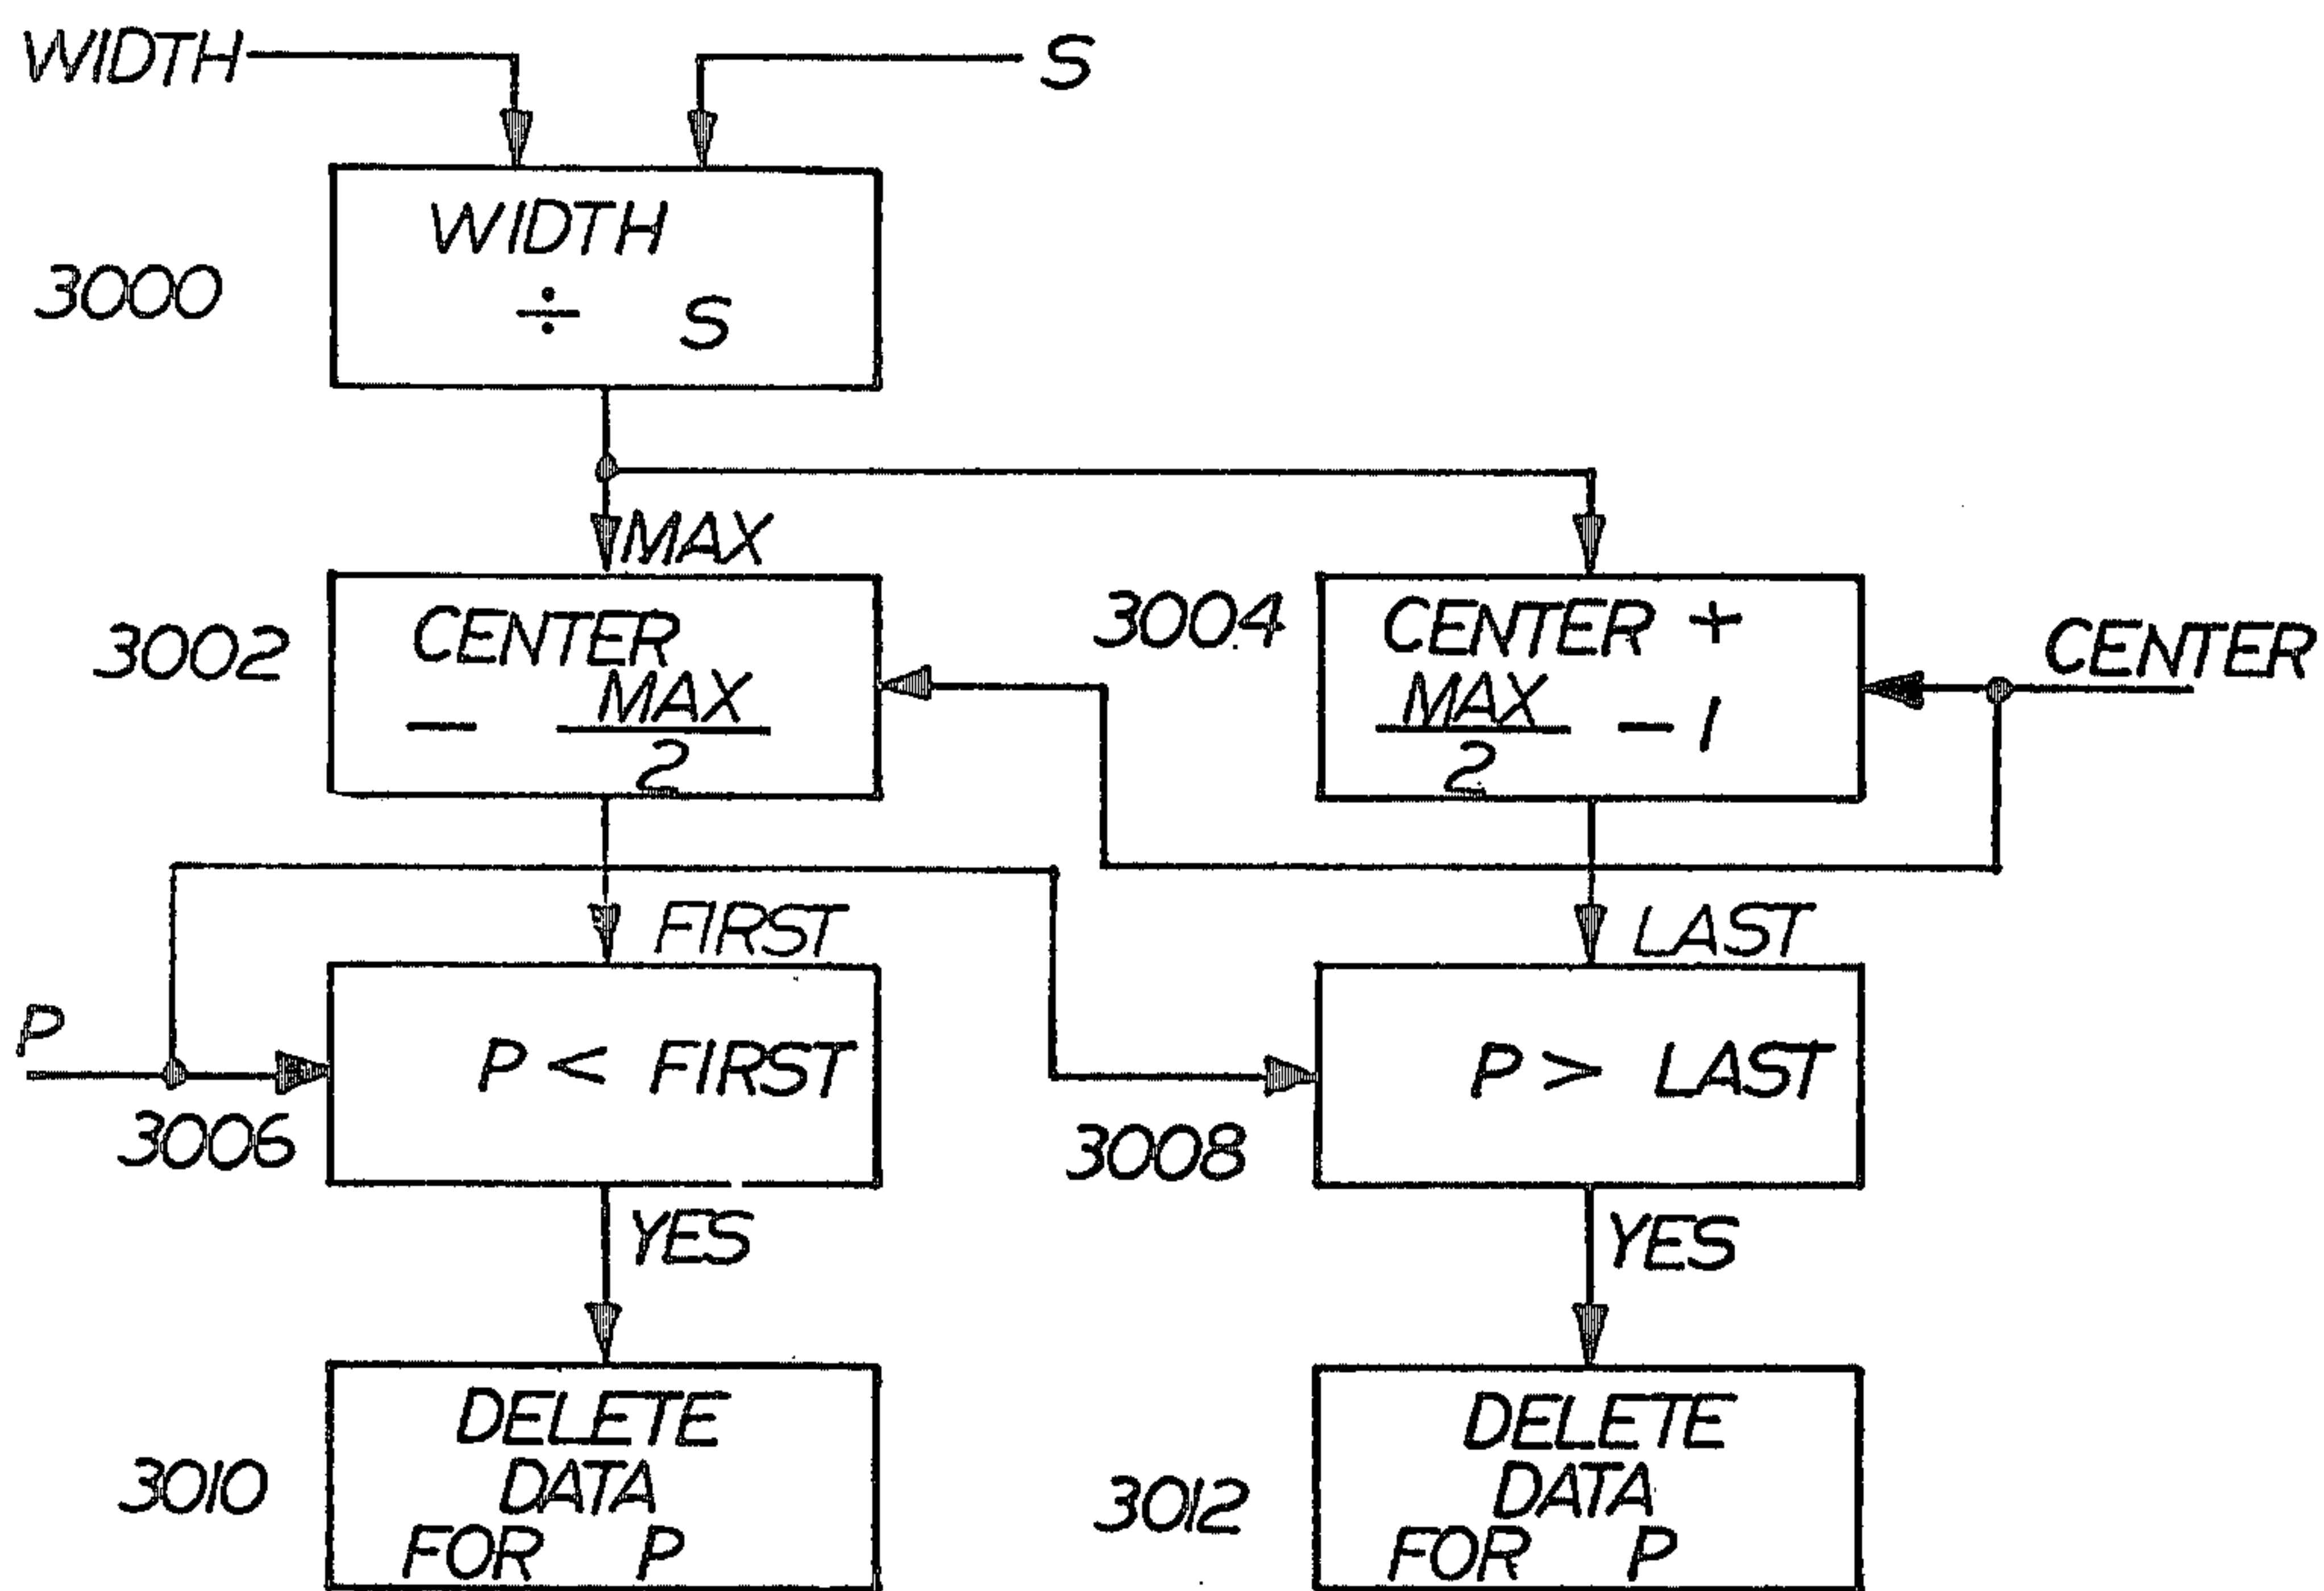 WIDTH
S
3000
WIDTH
÷ S
MAX
3002
CENTER
- MAX
2
3004
CENTER +
MAX - 1
2
CENTER
FIRST
LAST
P
3006
P < FIRST
3008
P > LAST
YES
YES
3010
DELETE
DATA
FOR P
3012
DELETE
DATA
FOR P